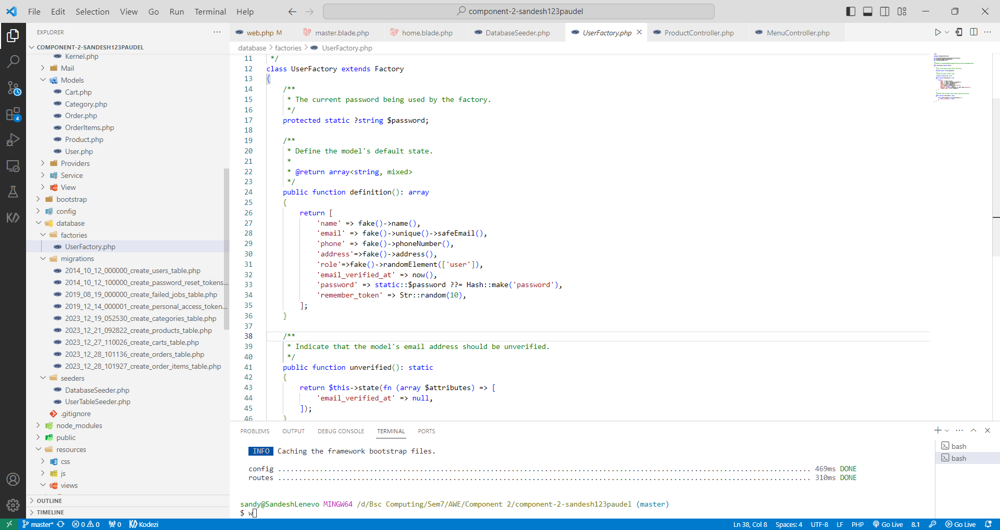 File Edit Selection View Go Run Terminal Help
component-2-sandesh123paudel
EXPLORER
COMPONENT-2-SANDESH123PAUDEL
Kernel.php
Mail
Models
Cart.php
Category.php
Order.php
OrderItems.php
Product.php
User.php
Providers
Service
View
bootstrap
config
database
factories
UserFactory.php
migrations
2014_10_12_000000_create_users_table.php
2014_10_12_100000_create_password_reset_tokens...
2019_08_19_000000_create_failed_jobs_table.php
2019_12_14_000001_create_personal_access_token...
2023_12_19_052530_create_categories_table.php
2023_12_21_092822_create_products_table.php
2023_12_27_110026_create_carts_table.php
2023_12_28_101136_create_orders_table.php
2023_12_28_101927_create_order_items_table.php
seeders
DatabaseSeeder.php
UserTableSeeder.php
.gitignore
node_modules
public
resources
css
js
views
OUTLINE
TIMELINE
4
web.php M master.blade.php home.blade.php DatabaseSeeder.php UserFactory.php ProductController.php MenuController.php
database > factories > UserFactory.php
11 */
12 class UserFactory extends Factory
13 {
14 /**
15 * The current password being used by the factory.
16 */
17 protected static ?string $password;
18
19 /**
20 * Define the model's default state.
21 *
22 * @return array<string, mixed>
23 */
24 public function definition(): array
25 {
26 return [
27 'name' => fake()->name(),
28 'email' => fake()->unique()->safeEmail(),
29 'phone' => fake()->phoneNumber(),
30 'address'=>fake()->address(),
31 'role'=>fake()->randomElement(['user']),
32 'email_verified_at' => now(),
33 'password' => static::$password ??= Hash::make('password'),
34 'remember_token' => Str::random(10),
35 ];
36 }
37
38 /**
39 * Indicate that the model's email address should be unverified.
40 */
41 public function unverified(): static
42 {
43 return $this->state(fn (array $attributes) => [
44 'email_verified_at' => null,
45 ]);
46 }
PROBLEMS OUTPUT DEBUG CONSOLE TERMINAL PORTS
INFO Caching the framework bootstrap files.
config ........................................................................................................................... 469ms DONE
routes ........................................................................................................................... 310ms DONE
sandy@SandeshLenevo MINGW64 /d/Bsc Computing/Sem7/AWE/Component 2/component-2-sandesh123paudel (master)
$ w
bash
bash
master* 0 0 0 Kodezi Ln 38, Col 8 Spaces: 4 UTF-8 LF PHP Go Live 8.1 Go Live